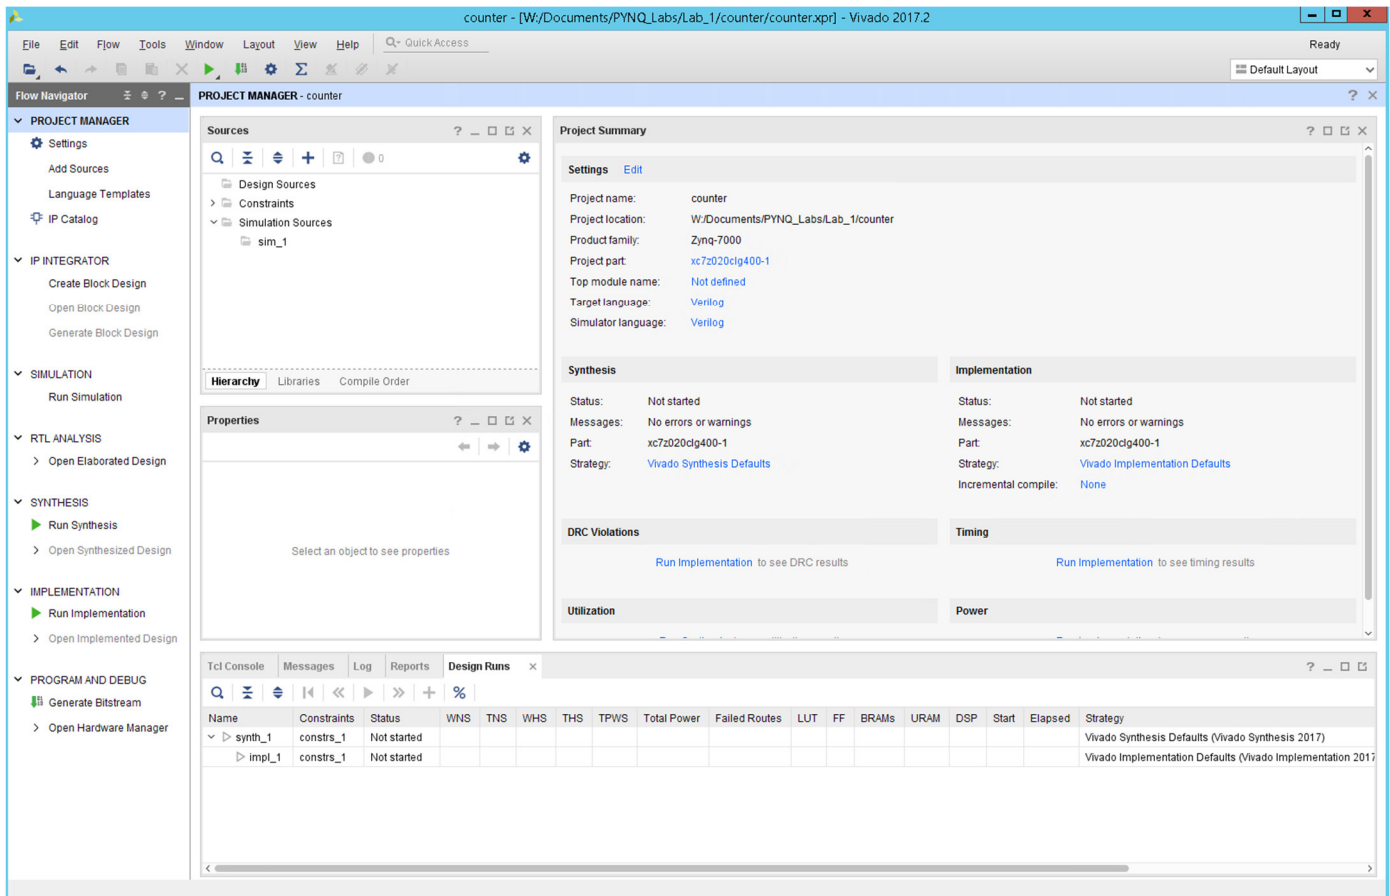 counter - [W:/Documents/PYNQ_Labs/Lab_1/counter/counter.xpr] - Vivado 2017.2
File Edit Flow Tools Window Layout View Help Quick Access Ready
Default Layout
Flow Navigator
PROJECT MANAGER
Settings
Add Sources
Language Templates
IP Catalog
IP INTEGRATOR
Create Block Design
Open Block Design
Generate Block Design
SIMULATION
Run Simulation
RTL ANALYSIS
Open Elaborated Design
SYNTHESIS
Run Synthesis
Open Synthesized Design
IMPLEMENTATION
Run Implementation
Open Implemented Design
PROGRAM AND DEBUG
Generate Bitstream
Open Hardware Manager
PROJECT MANAGER - counter
Sources
0
Design Sources
Constraints
Simulation Sources
sim_1
Hierarchy Libraries Compile Order
Properties
Select an object to see properties
Project Summary
Settings Edit
Project name: counter
Project location: W:/Documents/PYNQ_Labs/Lab_1/counter
Product family: Zynq-7000
Project part: xc7z020clg400-1
Top module name: Not defined
Target language: Verilog
Simulator language: Verilog
Synthesis
Status: Not started
Messages: No errors or warnings
Part: xc7z020clg400-1
Strategy: Vivado Synthesis Defaults
Implementation
Status: Not started
Messages: No errors or warnings
Part: xc7z020clg400-1
Strategy: Vivado Implementation Defaults
Incremental compile: None
DRC Violations
Run Implementation to see DRC results
Timing
Run Implementation to see timing results
Utilization
Power
Tcl Console Messages Log Reports Design Runs
Name Constraints Status WNS TNS WHS THS TPWS Total Power Failed Routes LUT FF BRAMs URAM DSP Start Elapsed Strategy
synth_1 constrs_1 Not started Vivado Synthesis Defaults (Vivado Synthesis 2017)
impl_1 constrs_1 Not started Vivado Implementation Defaults (Vivado Implementation 2017